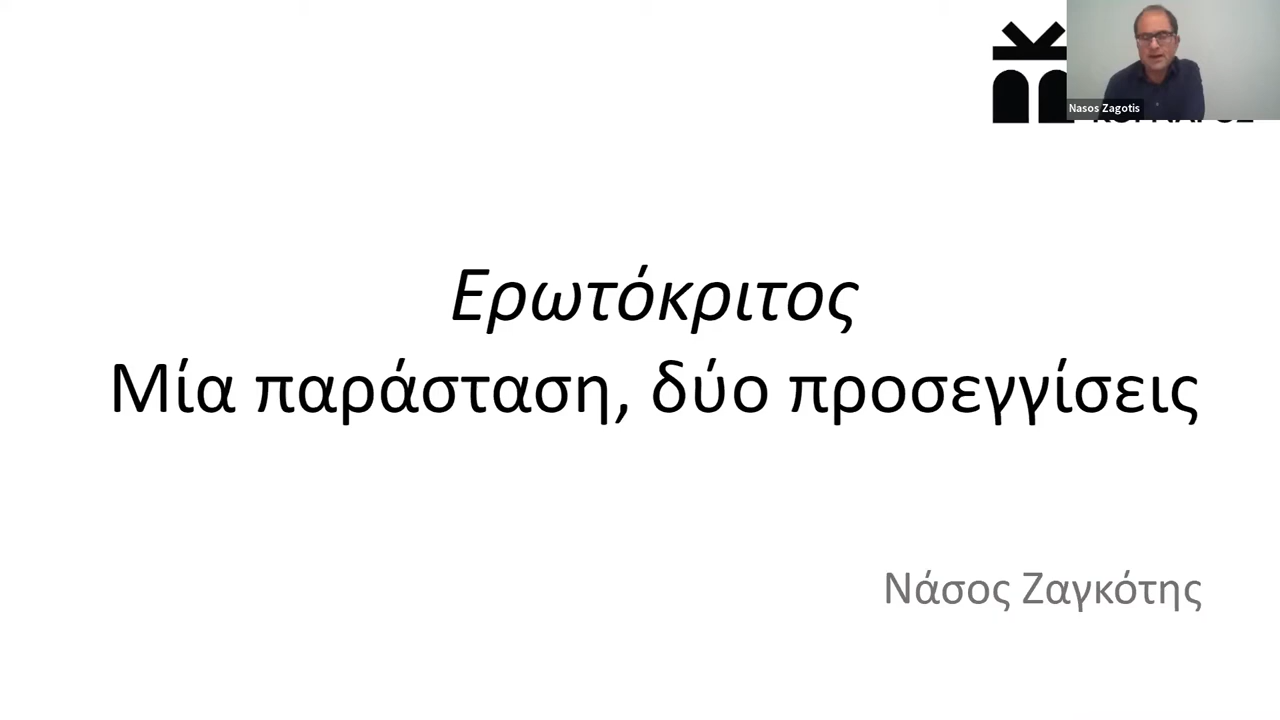 Nasos Zagotis
Ερωτόκριτος
Μία παράσταση, δύο προσεγγίσεις
Νάσος Ζαγκότης